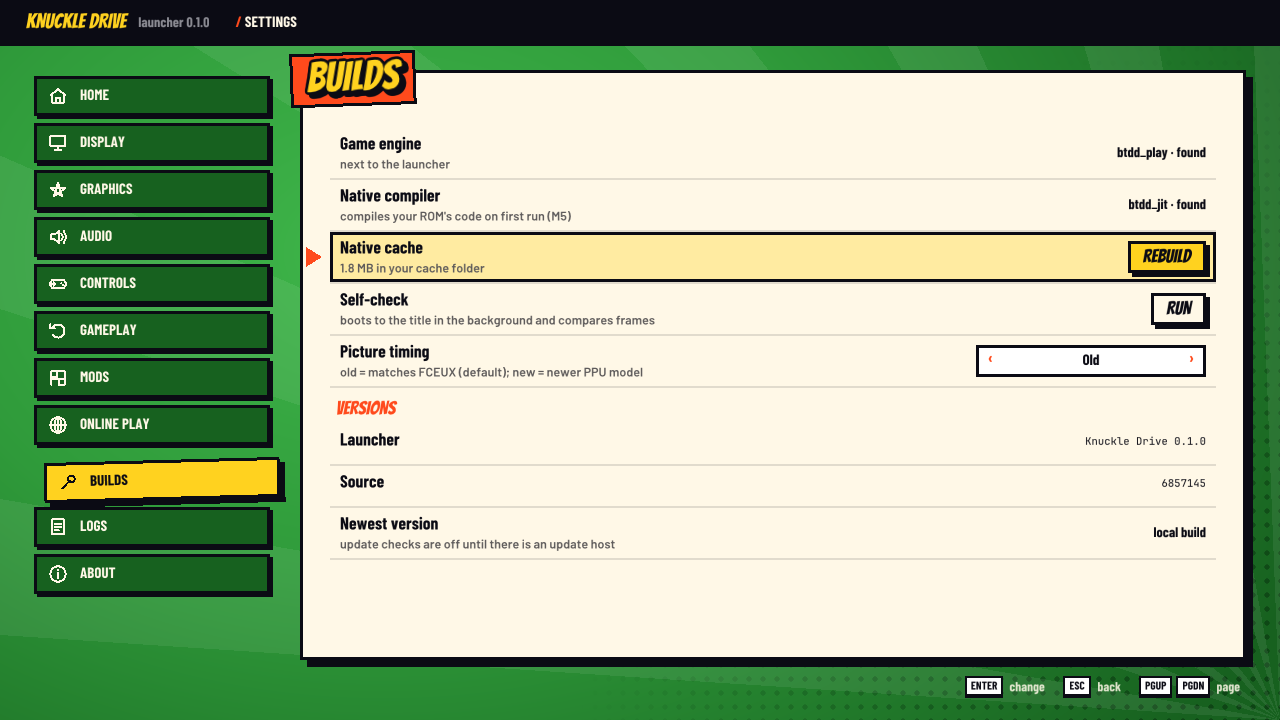 KNUCKLE DRIVE launcher 0.1.0 / SETTINGS
BUILDS
HOME
DISPLAY
GRAPHICS
AUDIO
CONTROLS
GAMEPLAY
MODS
ONLINE PLAY
BUILDS
LOGS
ABOUT
Game engine
next to the launcher
btdd_play · found
Native compiler
compiles your ROM's code on first run (M5)
btdd_jit · found
Native cache
1.8 MB in your cache folder
REBUILD
Self-check
boots to the title in the background and compares frames
RUN
Picture timing
old = matches FCEUX (default); new = newer PPU model
‹ Old ›
VERSIONS
Launcher
Knuckle Drive 0.1.0
Source
6857145
Newest version
update checks are off until there is an update host
local build
ENTER change ESC back PGUP PGDN page